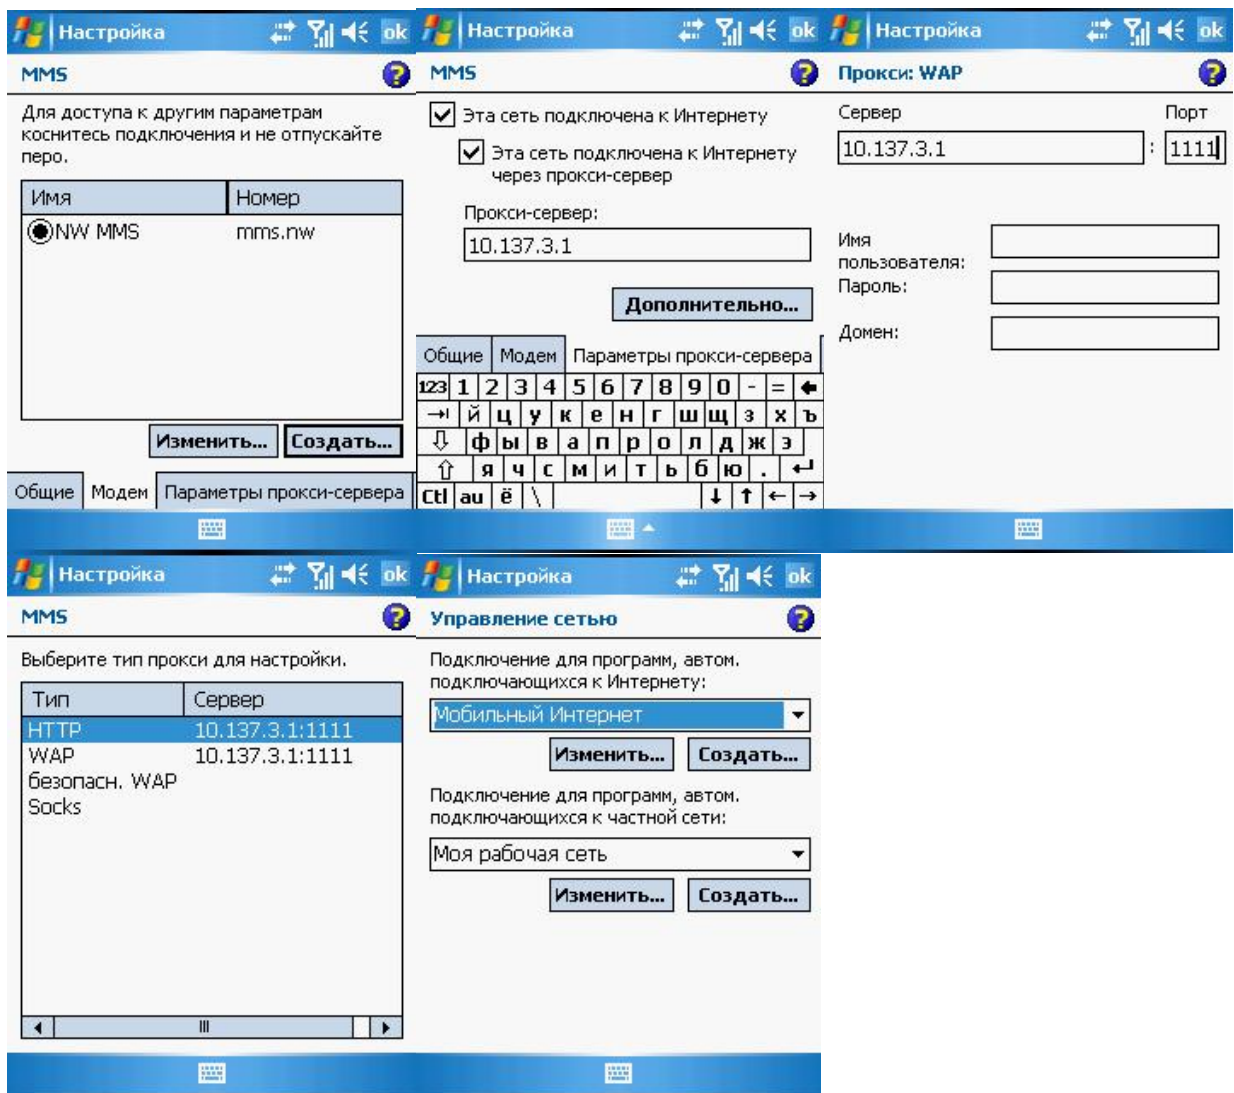 Настройка
ok
MMS
Для доступа к другим параметрам
коснитесь подключения и не отпускайте
перо.
Имя Номер
NW MMS mms.nw
Изменить... Создать...
Общие Модем Параметры прокси-сервера
Настройка
ok
MMS
Эта сеть подключена к Интернету
Эта сеть подключена к Интернету
через прокси-сервер
Прокси-сервер:
10.137.3.1
Дополнительно...
Общие Модем Параметры прокси-сервера
123 1 2 3 4 5 6 7 8 9 0 - =
й ц у к е н г ш щ з х ъ
ф ы в а п р о л д ж э
я ч с м и т ь б ю .
Ctl au ё \
Настройка
ok
Прокси: WAP
Сервер Порт
10.137.3.1 : 1111
Имя
пользователя:
Пароль:
Домен:
Настройка
ok
MMS
Выберите тип прокси для настройки.
Тип Сервер
HTTP 10.137.3.1:1111
WAP 10.137.3.1:1111
безопасн. WAP
Socks
Настройка
ok
Управление сетью
Подключение для программ, автом.
подключающихся к Интернету:
Мобильный Интернет
Изменить... Создать...
Подключение для программ, автом.
подключающихся к частной сети:
Моя рабочая сеть
Изменить... Создать...